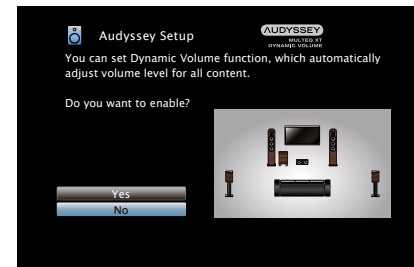 Audyssey Setup
AUDYSSEY
MULTEQ XT
DYNAMIC VOLUME
You can set Dynamic Volume function, which automatically
adjust volume level for all content.
Do you want to enable?
Yes
No